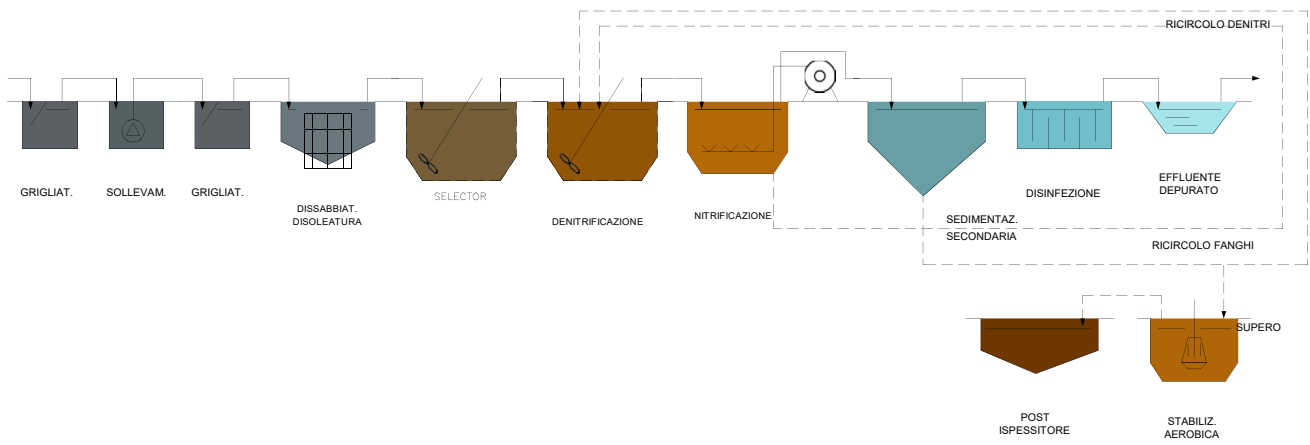 RICIRCOLO DENITRI
GRIGLIAT.
SOLLEVAM.
GRIGLIAT.
DISSABBIAT.
DISOLEATURA
SELECTOR
DENITRIFICAZIONE
NITRIFICAZIONE
SEDIMENTAZ.
SECONDARIA
DISINFEZIONE
EFFLUENTE
DEPURATO
RICIRCOLO FANGHI
SUPERO
POST
ISPESSITORE
STABILIZ.
AEROBICA